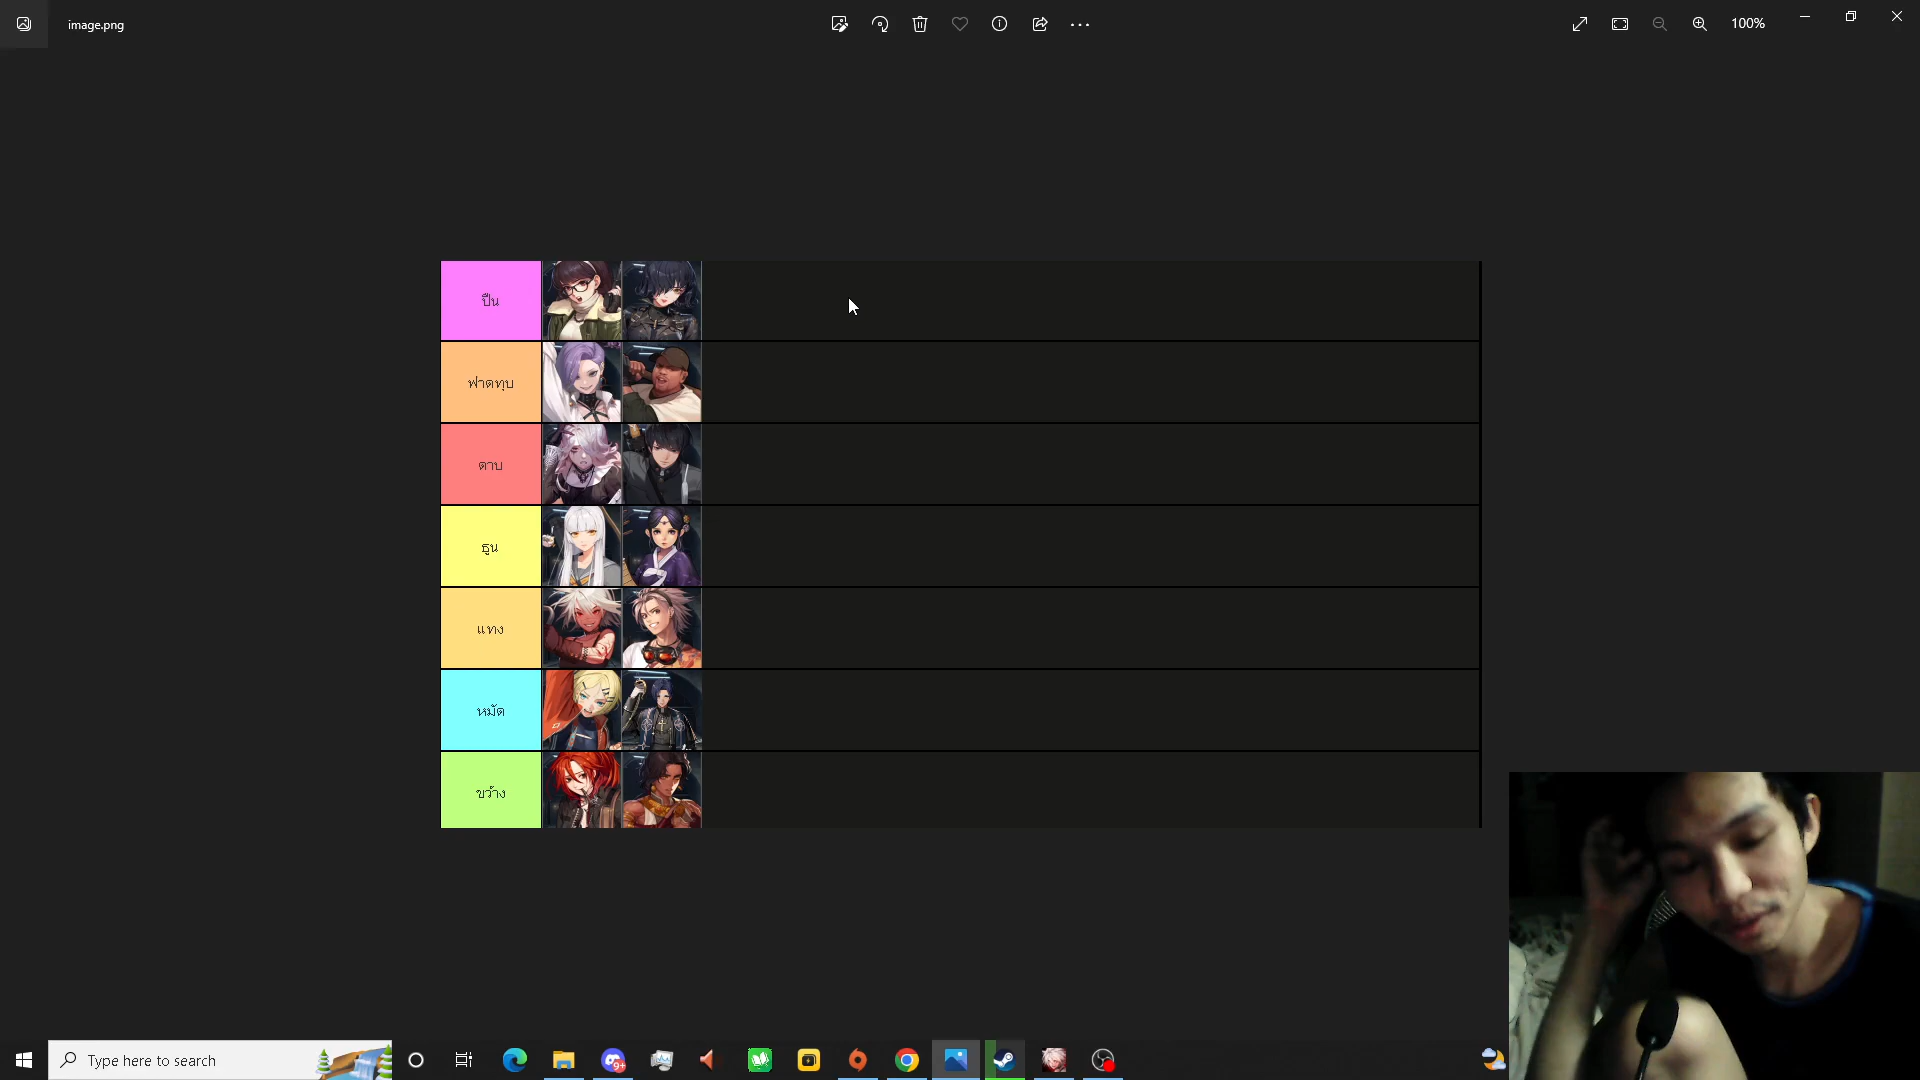 image.png
100%
ปืน
ฟาดทุบ
ดาบ
ธนู
แทง
หมัด
ขว้าง
Type here to search
9+